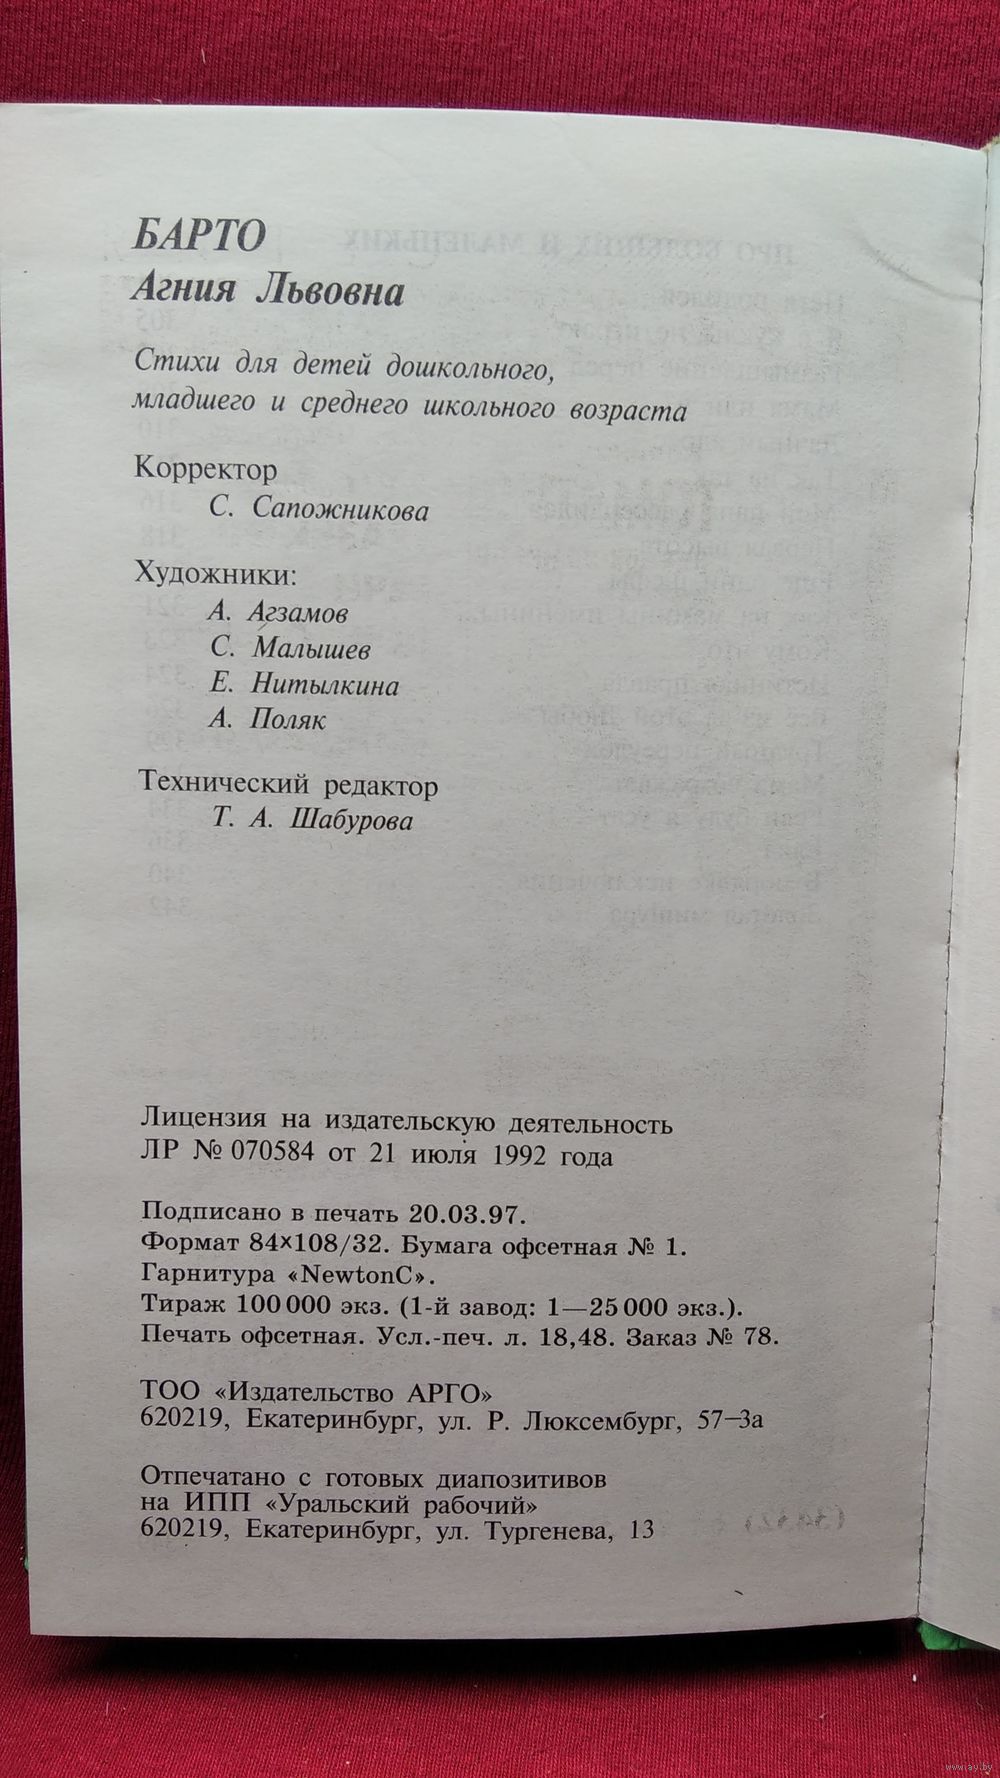 БАРТО
Агния Львовна
Стихи для детей дошкольного,
младшего и среднего школьного возраста
Корректор
С. Сапожникова
Художники:
А. Агзамов
С. Малышев
Е. Нитылкина
А. Поляк
Технический редактор
Т. А. Шабурова
Лицензия на издательскую деятельность
ЛР № 070584 от 21 июля 1992 года
Подписано в печать 20.03.97.
Формат 84×108/32. Бумага офсетная № 1.
Гарнитура «NewtonC».
Тираж 100 000 экз. (1-й завод: 1—25 000 экз.).
Печать офсетная. Усл.-печ. л. 18,48. Заказ № 78.
ТОО «Издательство АРГО»
620219, Екатеринбург, ул. Р. Люксембург, 57—3а
Отпечатано с готовых диапозитивов
на ИПП «Уральский рабочий»
620219, Екатеринбург, ул. Тургенева, 13
www.ay.by